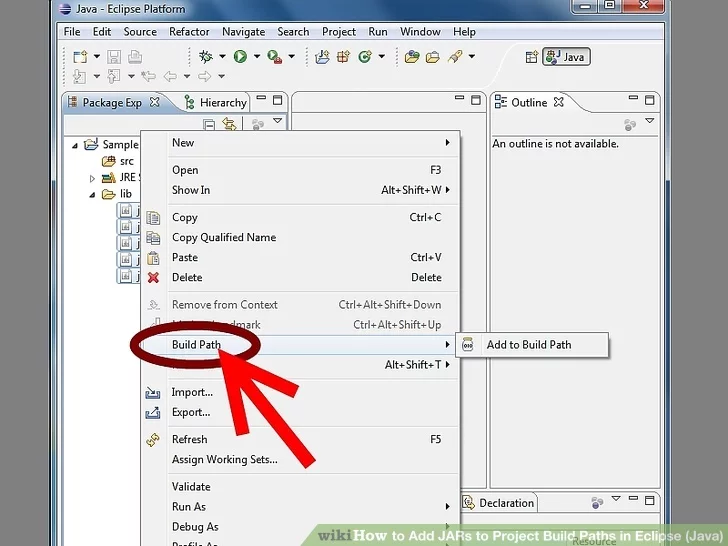 Java - Eclipse Platform
File Edit Source Refactor Navigate Search Project Run Window Help
Java
Package Exp Hierarchy Outline
An outline is not available.
Sample
src
JRE S
lib
j
j
j
j
j
New
Open F3
Show In Alt+Shift+W
Copy Ctrl+C
Copy Qualified Name
Paste Ctrl+V
Delete Delete
Remove from Context Ctrl+Alt+Shift+Down
Ctrl+Alt+Shift+Up
Build Path Add to Build Path
Alt+Shift+T
Import...
Export...
Refresh F5
Assign Working Sets...
Validate
Run As
Debug As
Profile As
Declaration
Resource
wikiHow to Add JARs to Project Build Paths in Eclipse (Java)